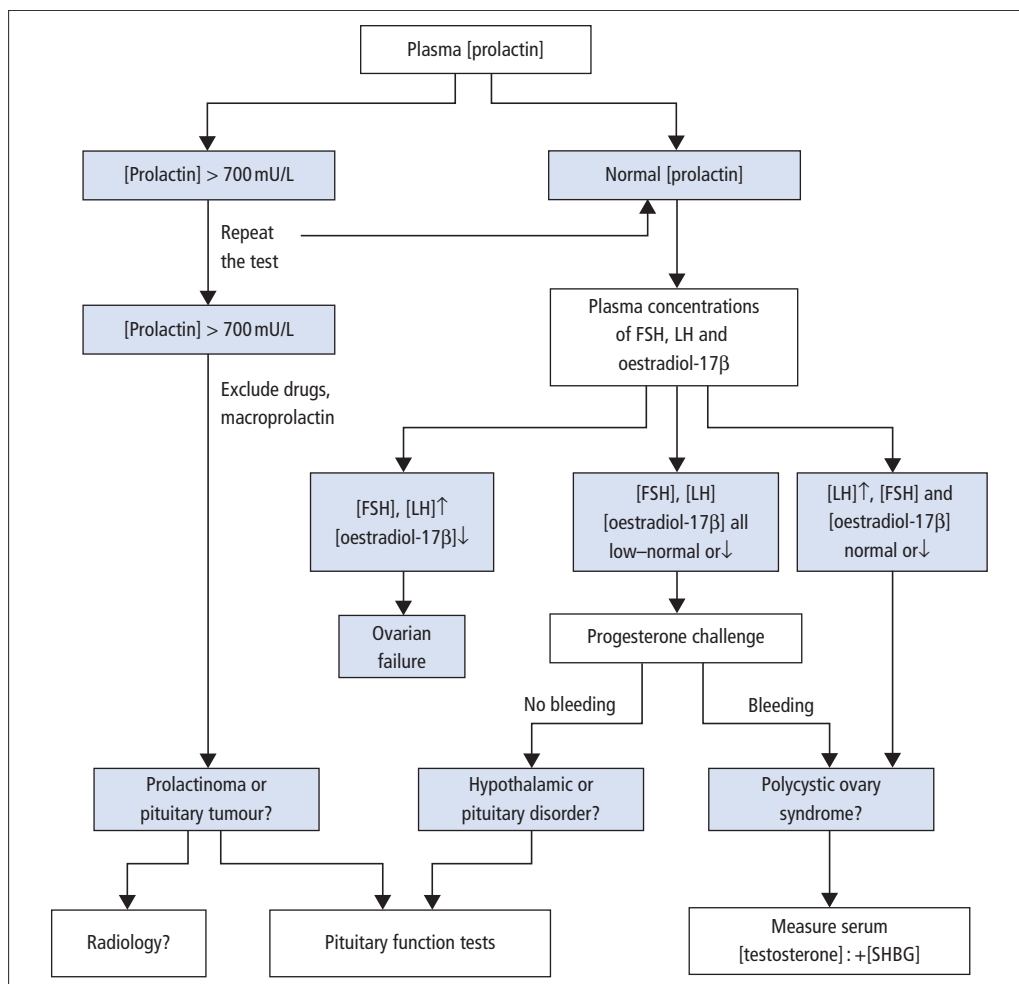 Plasma [prolactin]
[Prolactin] > 700 mU/L
Normal [prolactin]
Repeat
the test
[Prolactin] > 700 mU/L
Plasma concentrations
of FSH, LH and
oestradiol-17β
Exclude drugs,
macroprolactin
[FSH], [LH]↑
[oestradiol-17β]↓
[FSH], [LH]
[oestradiol-17β] all
low–normal or↓
[LH]↑, [FSH] and
[oestradiol-17β]
normal or↓
Ovarian
failure
Progesterone challenge
No bleeding
Bleeding
Prolactinoma or
pituitary tumour?
Hypothalamic or
pituitary disorder?
Polycystic ovary
syndrome?
Radiology?
Pituitary function tests
Measure serum
[testosterone] : +[SHBG]